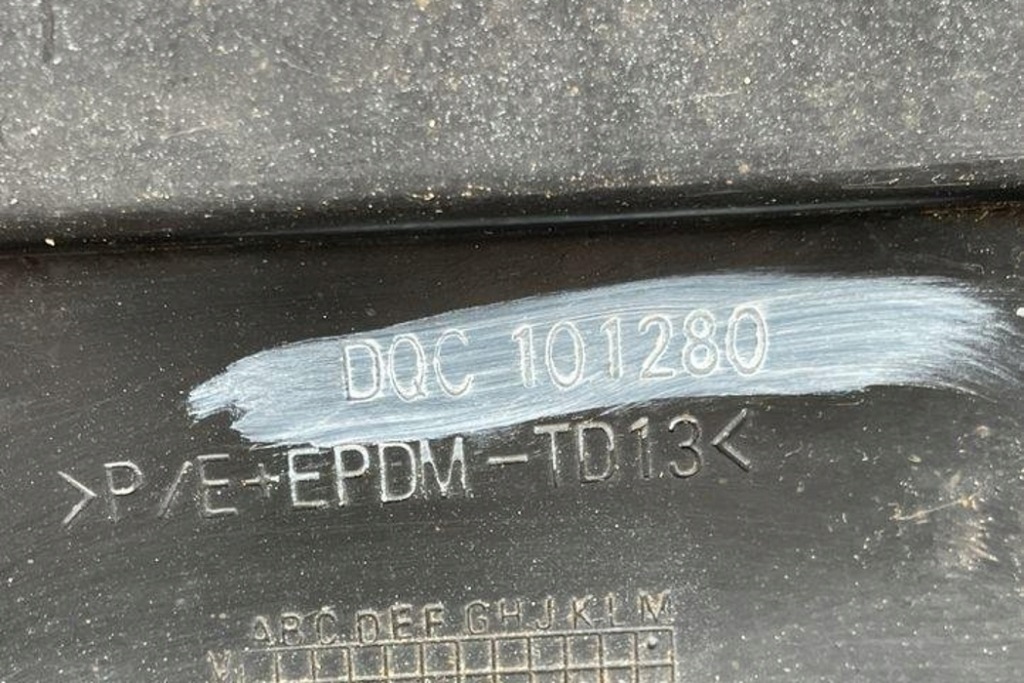 DQC 101280
>P/E+EPDM-TD13<
ABCDEFGHJKLM